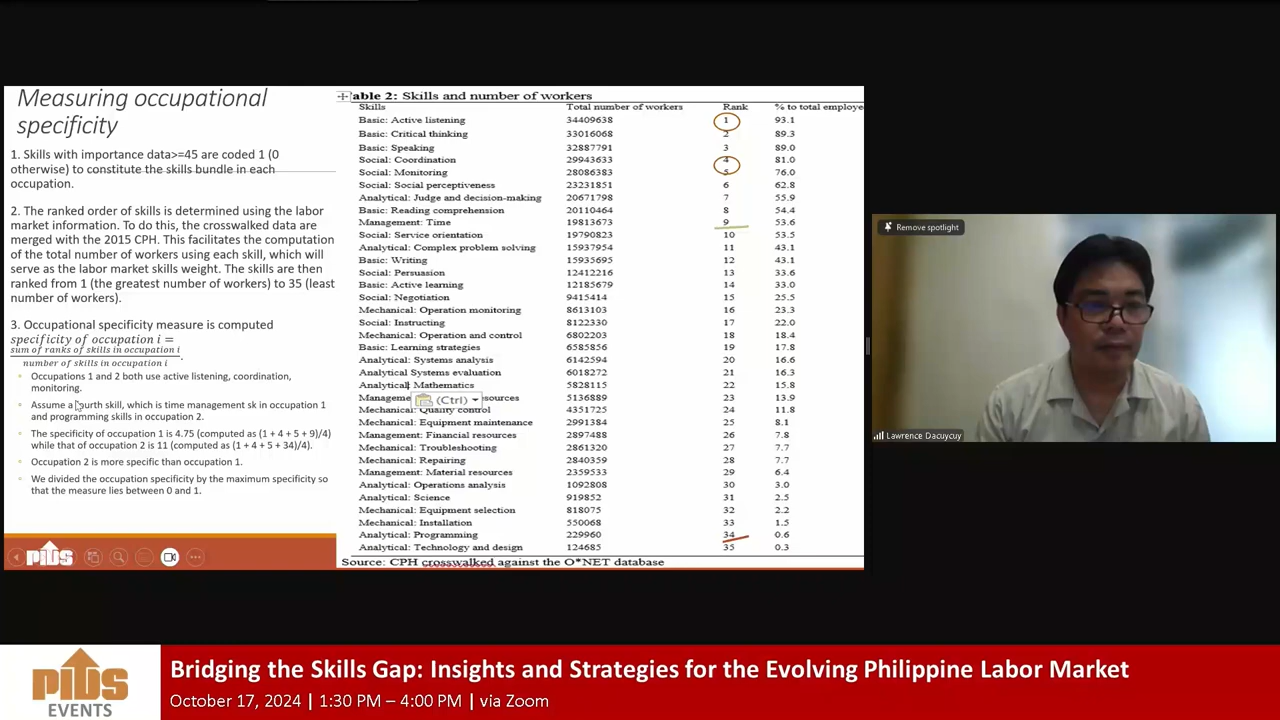 Measuring occupational
specificity
1. Skills with importance data>=45 are coded 1 (0
otherwise) to constitute the skills bundle in each
occupation.
2. The ranked order of skills is determined using the labor
market information. To do this, the crosswalked data are
merged with the 2015 CPH. This facilitates the computation
of the total number of workers using each skill, which will
serve as the labor market skills weight. The skills are then
ranked from 1 (the greatest number of workers) to 35 (least
number of workers).
3. Occupational specificity measure is computed
specificity of occupation i =
sum of ranks of skills in occupation i
number of skills in occupation i
.
• Occupations 1 and 2 both use active listening, coordination,
monitoring.
• Assume a fourth skill, which is time management sk in occupation 1
and programming skills in occupation 2.
• The specificity of occupation 1 is 4.75 (computed as (1 + 4 + 5 + 9)/4)
while that of occupation 2 is 11 (computed as (1 + 4 + 5 + 34)/4).
• Occupation 2 is more specific than occupation 1.
• We divided the occupation specificity by the maximum specificity so
that the measure lies between 0 and 1.
PIDS
able 2: Skills and number of workers
Skills Total number of workers Rank % to total employe
Basic: Active listening 34409638 1 93.1
Basic: Critical thinking 33016068 2 89.3
Basic: Speaking 32887791 3 89.0
Social: Coordination 29943633 4 81.0
Social: Monitoring 28086383 5 76.0
Social: Social perceptiveness 23231851 6 62.8
Analytical: Judge and decision-making 20671798 7 55.9
Basic: Reading comprehension 20110464 8 54.4
Management: Time 19813673 9 53.6
Social: Service orientation 19790823 10 53.5
Analytical: Complex problem solving 15937954 11 43.1
Basic: Writing 15935695 12 43.1
Social: Persuasion 12412216 13 33.6
Basic: Active learning 12185679 14 33.0
Social: Negotiation 9415414 15 25.5
Mechanical: Operation monitoring 8613103 16 23.3
Social: Instructing 8122330 17 22.0
Mechanical: Operation and control 6802203 18 18.4
Basic: Learning strategies 6585856 19 17.8
Analytical: Systems analysis 6142594 20 16.6
Analytical Systems evaluation 6018272 21 16.3
Analytical: Mathematics 5828115 22 15.8
Manageme esources 5136889 23 13.9
(Ctrl)
Mechanical: Quality control 4351725 24 11.8
Mechanical: Equipment maintenance 2991384 25 8.1
Management: Financial resources 2897488 26 7.8
Mechanical: Troubleshooting 2861320 27 7.7
Mechanical: Repairing 2840359 28 7.7
Management: Material resources 2359533 29 6.4
Analytical: Operations analysis 1092808 30 3.0
Analytical: Science 919852 31 2.5
Mechanical: Equipment selection 818075 32 2.2
Mechanical: Installation 550068 33 1.5
Analytical: Programming 229960 34 0.6
Analytical: Technology and design 124685 35 0.3
Source: CPH crosswalked against the O*NET database
Remove spotlight
Lawrence Dacuycuy
PIDS
EVENTS
Bridging the Skills Gap: Insights and Strategies for the Evolving Philippine Labor Market
October 17, 2024 | 1:30 PM – 4:00 PM | via Zoom